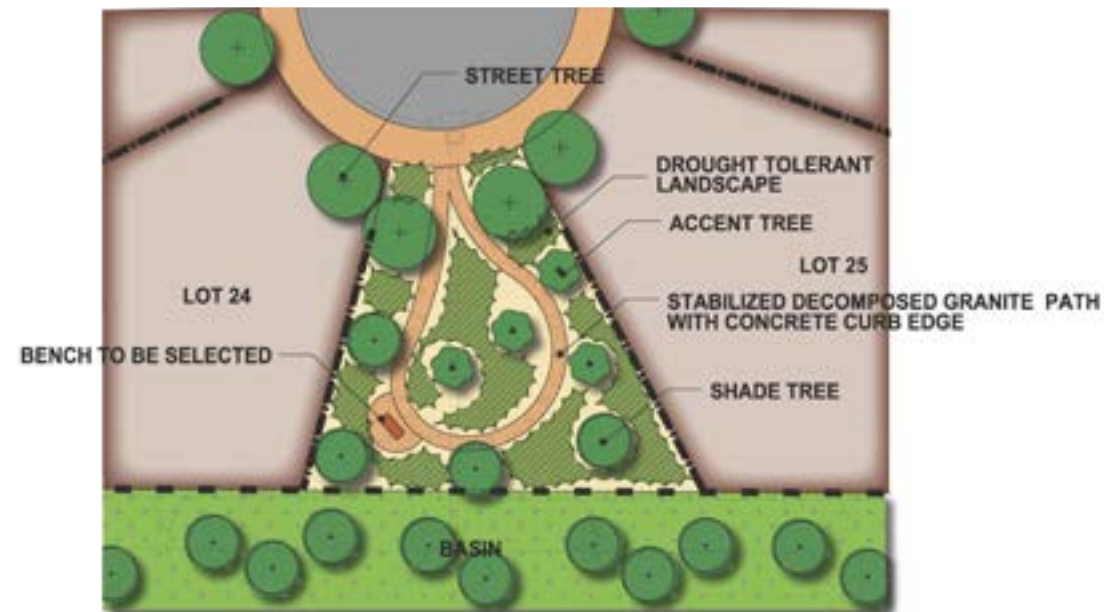 STREET TREE
DROUGHT TOLERANT
LANDSCAPE
ACCENT TREE
LOT 25
LOT 24
STABILIZED DECOMPOSED GRANITE PATH
WITH CONCRETE CURB EDGE
BENCH TO BE SELECTED
SHADE TREE
BASIN